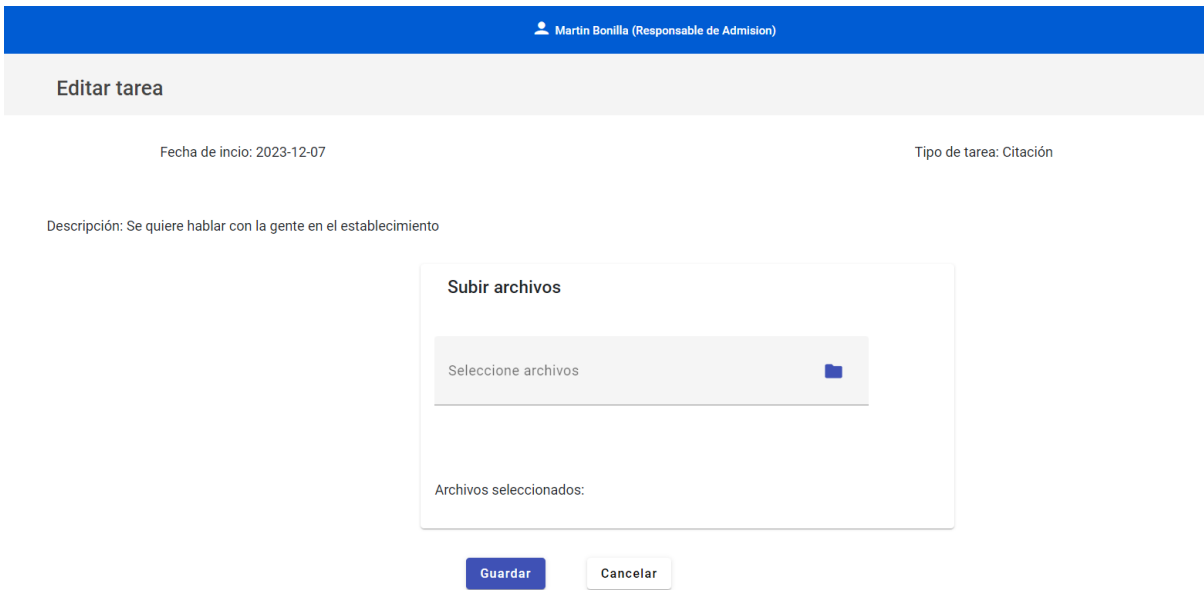 Martin Bonilla (Responsable de Admision)
Editar tarea
Fecha de incio: 2023-12-07
Tipo de tarea: Citación
Descripción: Se quiere hablar con la gente en el establecimiento
Subir archivos
Seleccione archivos
Archivos seleccionados:
Guardar
Cancelar